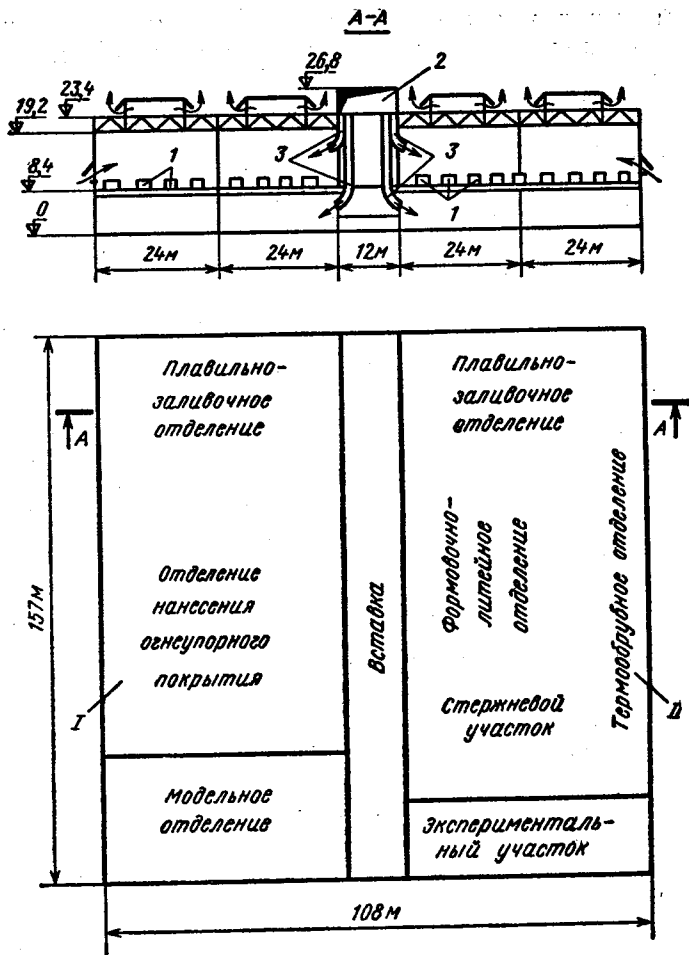 А-А
26,8
2
23,4
19,2
1
3
3
8,4
1
0
24м
24м
12м
24м
24м
Плавильно-
заливочное
отделение
Плавильно-
заливочное
отделение
А
А
Отделение
нанесения
огнеупорного
покрытия
Вставка
Формовочно-
литейное
отделение
Термообрубное отделение
157м
I
Стержневой
участок
II
Модельное
отделение
Эксперименталь-
ный участок
108м